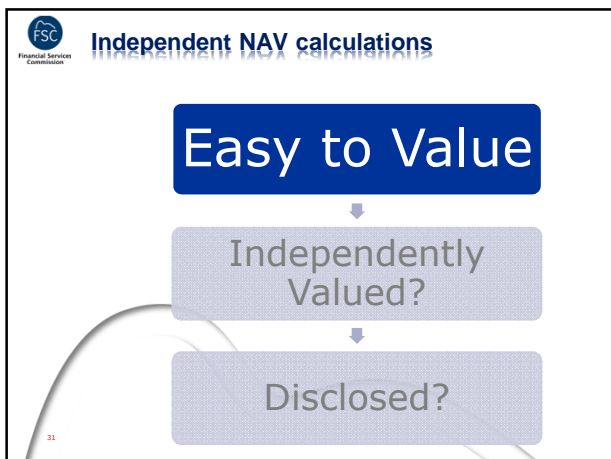 FSC
Financial Services
Commission
Independent NAV calculations
Easy to Value
Independently
Valued?
Disclosed?
31